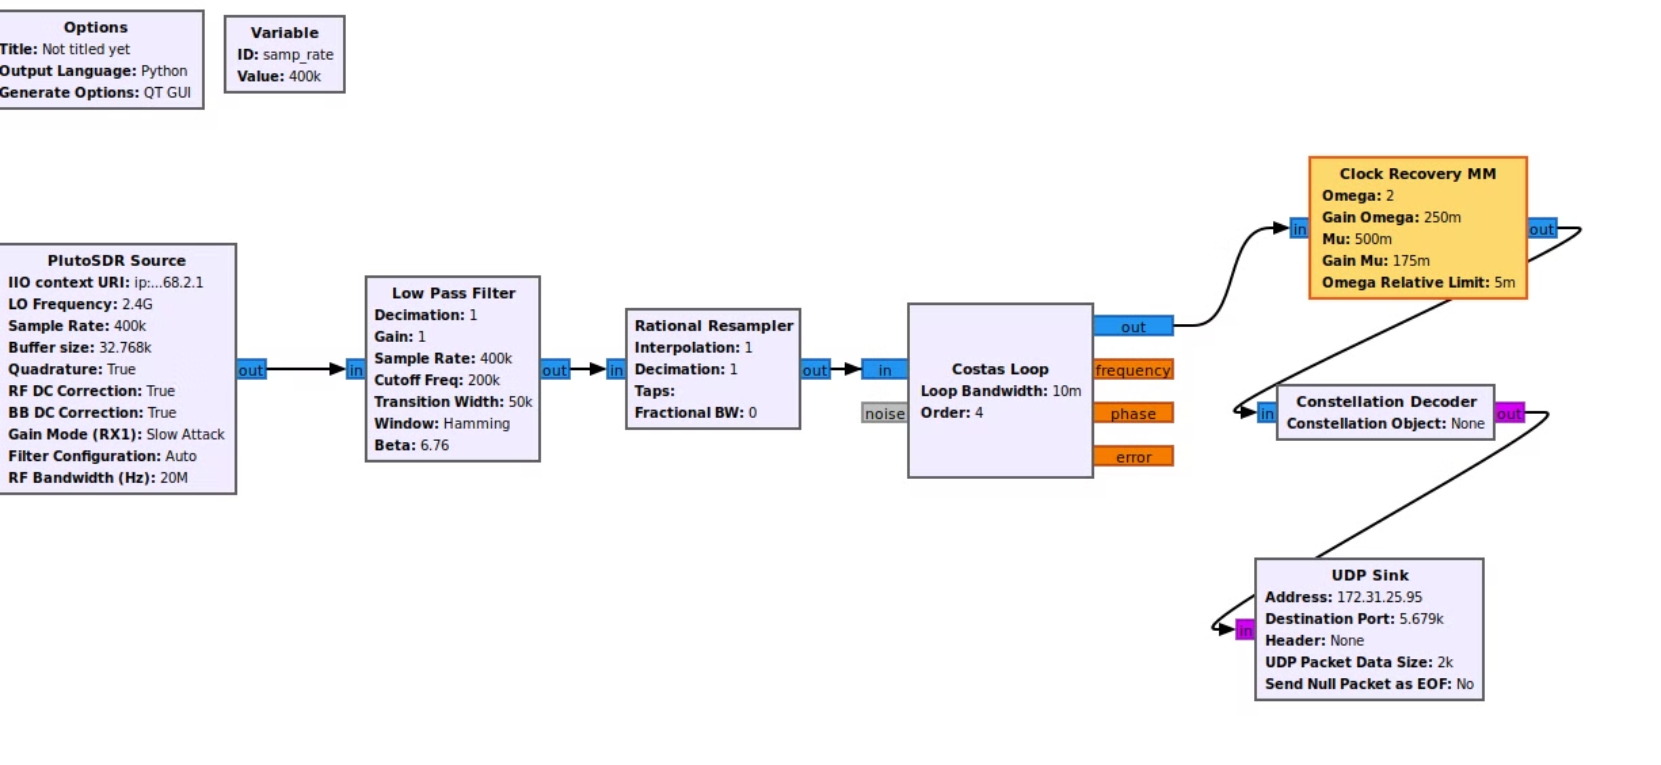 Options
Title: Not titled yet
Output Language: Python
Generate Options: QT GUI
Variable
ID: samp_rate
Value: 400k
PlutoSDR Source
IIO context URI: ip:...68.2.1
LO Frequency: 2.4G
Sample Rate: 400k
Buffer size: 32.768k
Quadrature: True
RF DC Correction: True
BB DC Correction: True
Gain Mode (RX1): Slow Attack
Filter Configuration: Auto
RF Bandwidth (Hz): 20M
out
in
Low Pass Filter
Decimation: 1
Gain: 1
Sample Rate: 400k
Cutoff Freq: 200k
Transition Width: 50k
Window: Hamming
Beta: 6.76
out
in
Rational Resampler
Interpolation: 1
Decimation: 1
Taps:
Fractional BW: 0
out
in
noise
Costas Loop
Loop Bandwidth: 10m
Order: 4
out
frequency
phase
error
in
Clock Recovery MM
Omega: 2
Gain Omega: 250m
Mu: 500m
Gain Mu: 175m
Omega Relative Limit: 5m
out
in
Constellation Decoder
Constellation Object: None
out
in
UDP Sink
Address: 172.31.25.95
Destination Port: 5.679k
Header: None
UDP Packet Data Size: 2k
Send Null Packet as EOF: No